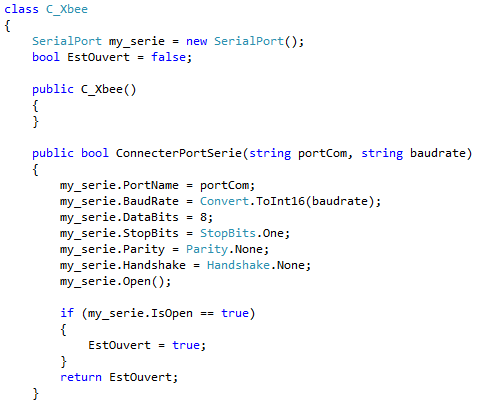 class C_Xbee
{
    SerialPort my_serie = new SerialPort();
    bool EstOuvert = false;

    public C_Xbee()
    {
    }

    public bool ConnecterPortSerie(string portCom, string baudrate)
    {
        my_serie.PortName = portCom;
        my_serie.BaudRate = Convert.ToInt16(baudrate);
        my_serie.DataBits = 8;
        my_serie.StopBits = StopBits.One;
        my_serie.Parity = Parity.None;
        my_serie.Handshake = Handshake.None;
        my_serie.Open();

        if (my_serie.IsOpen == true)
        {
            EstOuvert = true;
        }
        return EstOuvert;
    }